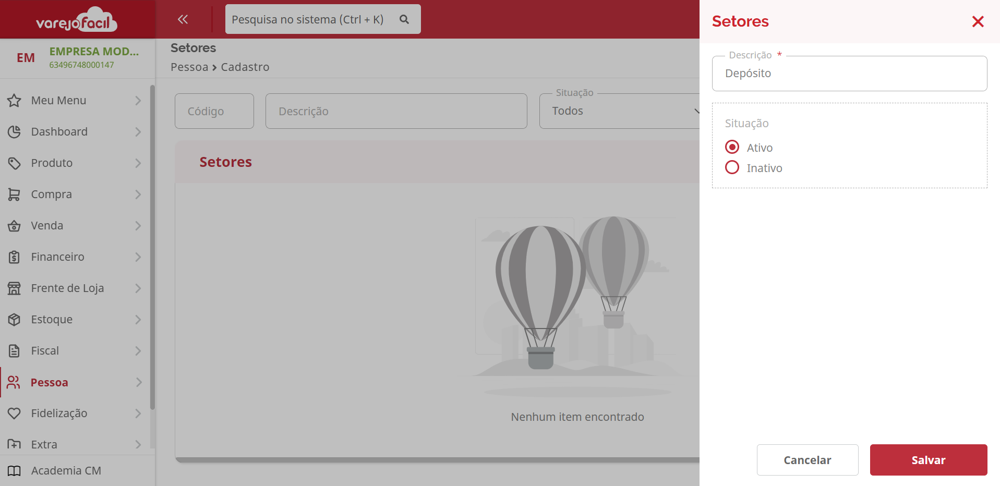 varejofacil
Pesquisa no sistema (Ctrl + K)
EM
EMPRESA MOD...
63496748000147
Meu Menu
Dashboard
Produto
Compra
Venda
Financeiro
Frente de Loja
Estoque
Fiscal
Pessoa
Fidelização
Extra
Academia CM
Setores
Pessoa > Cadastro
Código
Descrição
Situação
Todos
Setores
Nenhum item encontrado
Setores
Descrição *
Depósito
Situação
Ativo
Inativo
Cancelar
Salvar